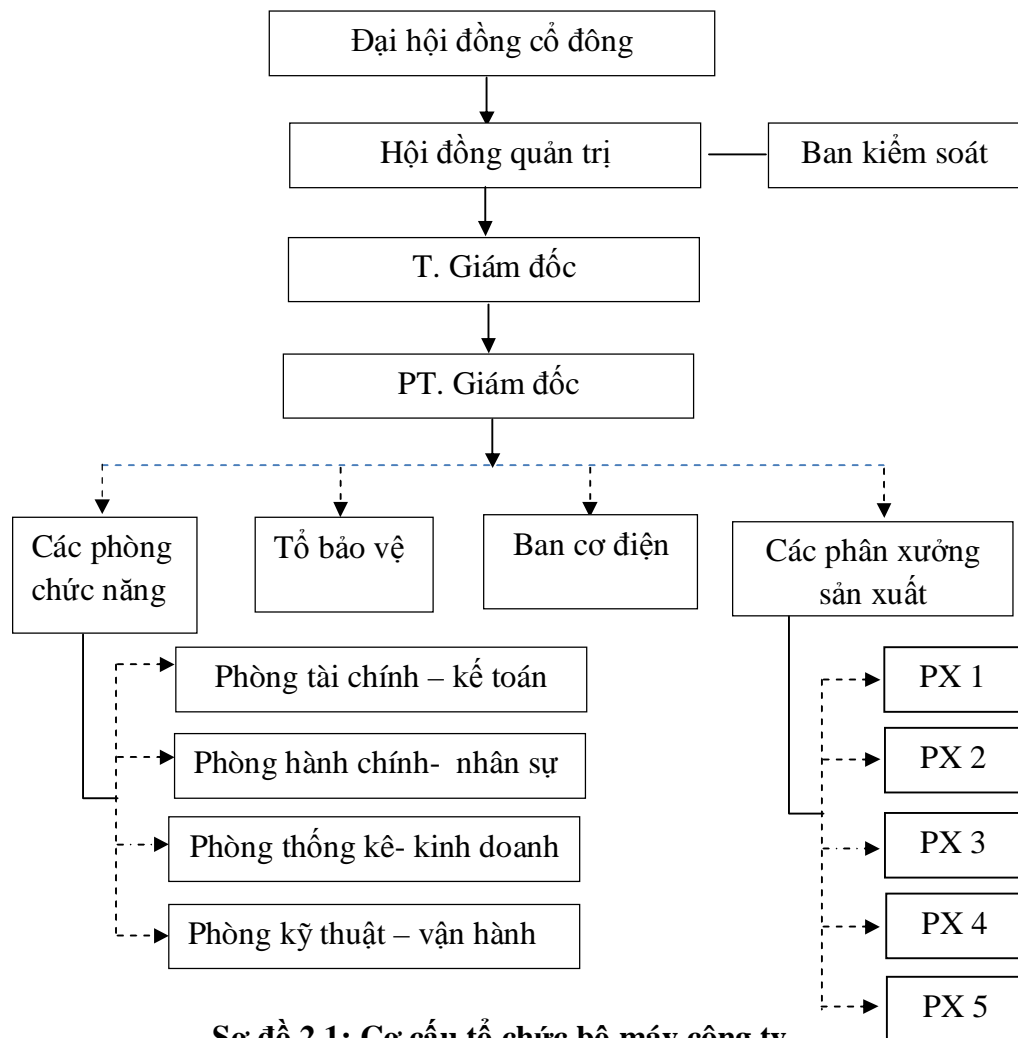 Đại hội đồng cổ đông
Hội đồng quản trị
Ban kiểm soát
T. Giám đốc
PT. Giám đốc
Các phòng
chức năng
Tổ bảo vệ
Ban cơ điện
Các phân xưởng
sản xuất
Phòng tài chính – kế toán
Phòng hành chính- nhân sự
Phòng thống kê- kinh doanh
Phòng kỹ thuật – vận hành
PX 1
PX 2
PX 3
PX 4
PX 5
Sơ đồ 2.1: Cơ cấu tổ chức bộ máy công ty